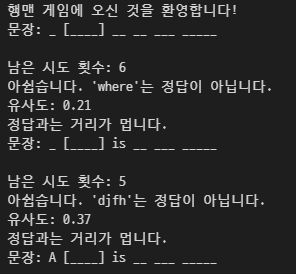 행맨 게임에 오신 것을 환영합니다!
문장: _ [____] __ __ ___ _____
남은 시도 횟수: 6
아쉽습니다. 'where'는 정답이 아닙니다.
유사도: 0.21
정답과는 거리가 멉니다.
문장: _ [____] is __ ___ _____
남은 시도 횟수: 5
아쉽습니다. 'djfh'는 정답이 아닙니다.
유사도: 0.37
정답과는 거리가 멉니다.
문장: A [____] is __ ___ _____